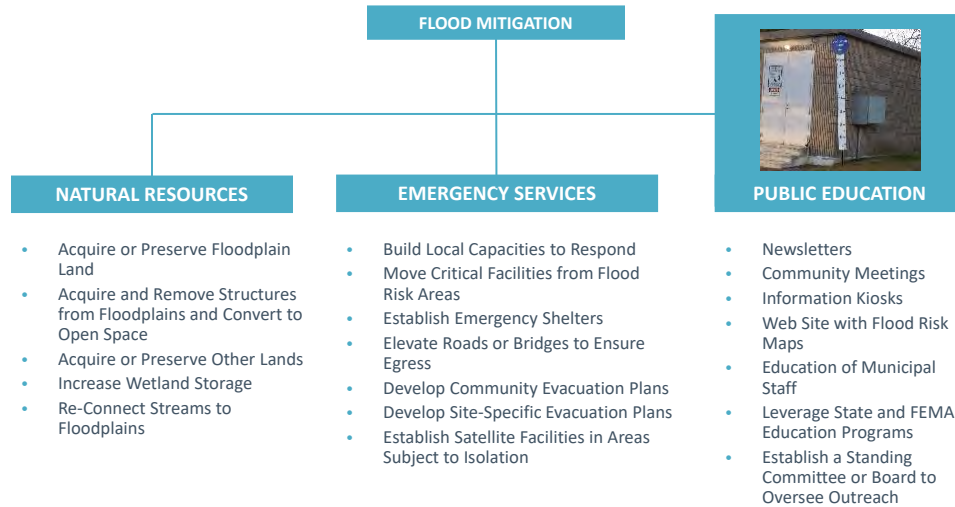 FLOOD MITIGATION
NATURAL RESOURCES
• Acquire or Preserve Floodplain
Land
• Acquire and Remove Structures
from Floodplains and Convert to
Open Space
• Acquire or Preserve Other Lands
• Increase Wetland Storage
• Re-Connect Streams to
Floodplains
EMERGENCY SERVICES
• Build Local Capacities to Respond
• Move Critical Facilities from Flood
Risk Areas
• Establish Emergency Shelters
• Elevate Roads or Bridges to Ensure
Egress
• Develop Community Evacuation Plans
• Develop Site-Specific Evacuation Plans
• Establish Satellite Facilities in Areas
Subject to Isolation
PUBLIC EDUCATION
• Newsletters
• Community Meetings
• Information Kiosks
• Web Site with Flood Risk
Maps
• Education of Municipal
Staff
• Leverage State and FEMA
Education Programs
• Establish a Standing
Committee or Board to
Oversee Outreach